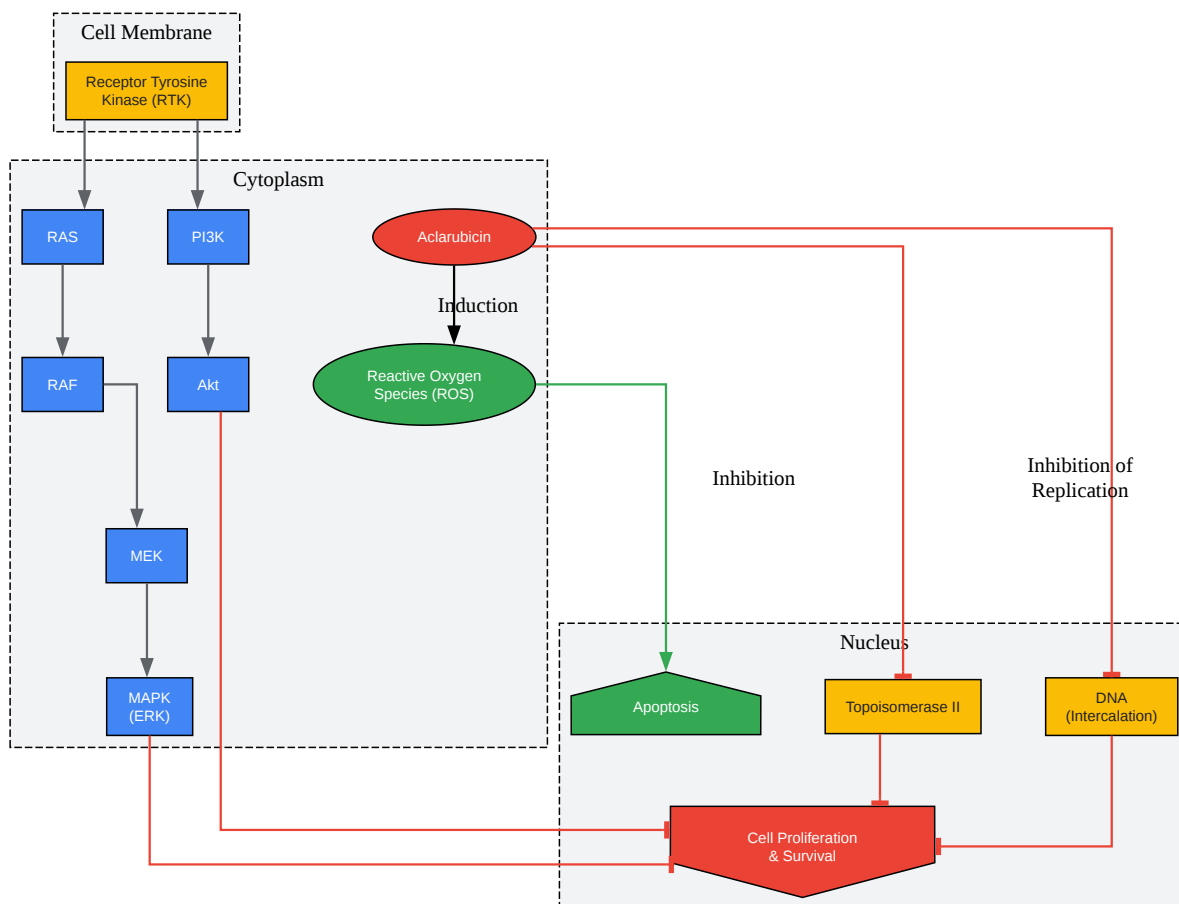 Cell Membrane
Receptor Tyrosine
Kinase (RTK)
Cytoplasm
RAS
PI3K
Aclarubicin
Induction
RAF
Akt
Reactive Oxygen
Species (ROS)
Inhibition
Inhibition of
Replication
MEK
Nucleus
MAPK
(ERK)
Apoptosis
Topoisomerase II
DNA
(Intercalation)
Cell Proliferation
& Survival